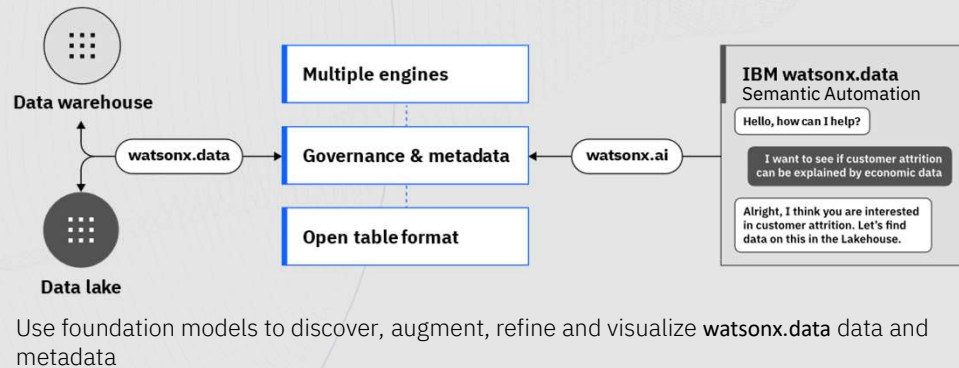 Data warehouse
watsonx.data
Data lake
Multiple engines
Governance & metadata
Open table format
watsonx.ai
IBM watsonx.data
Semantic Automation
Hello, how can I help?
I want to see if customer attrition
can be explained by economic data
Alright, I think you are interested
in customer attrition. Let's find
data on this in the Lakehouse.
Use foundation models to discover, augment, refine and visualize watsonx.data data and
metadata